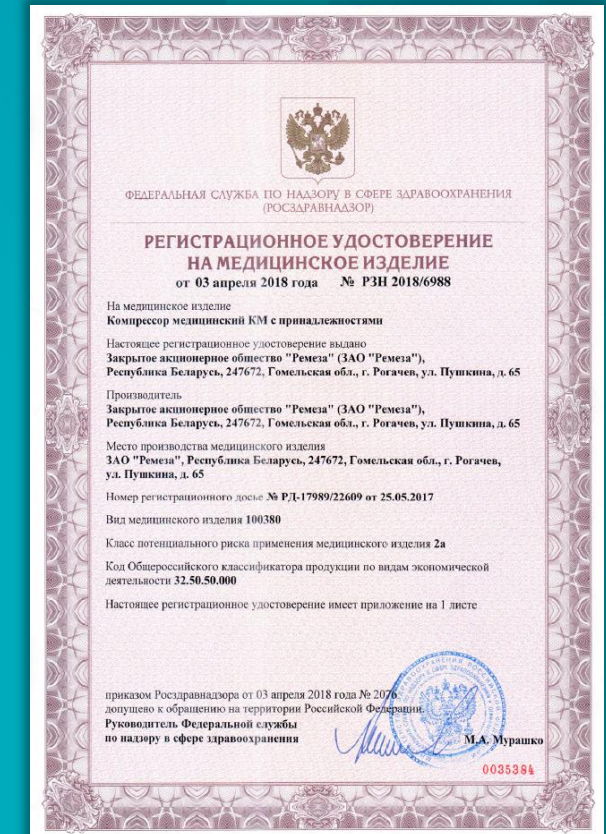 ФЕДЕРАЛЬНАЯ СЛУЖБА ПО НАДЗОРУ В СФЕРЕ ЗДРАВООХРАНЕНИЯ
(РОСЗДРАВНАДЗОР)
РЕГИСТРАЦИОННОЕ УДОСТОВЕРЕНИЕ
НА МЕДИЦИНСКОЕ ИЗДЕЛИЕ
от 03 апреля 2018 года № РЗН 2018/6988
На медицинское изделие
Компрессор медицинский КМ с принадлежностями
Настоящее регистрационное удостоверение выдано
Закрытое акционерное общество "Ремеза" (ЗАО "Ремеза"),
Республика Беларусь, 247672, Гомельская обл., г. Рогачев, ул. Пушкина, д. 65
Производитель
Закрытое акционерное общество "Ремеза" (ЗАО "Ремеза"),
Республика Беларусь, 247672, Гомельская обл., г. Рогачев, ул. Пушкина, д. 65
Место производства медицинского изделия
ЗАО "Ремеза", Республика Беларусь, 247672, Гомельская обл., г. Рогачев,
ул. Пушкина, д. 65
Номер регистрационного досье № РД-17989/22609 от 25.05.2017
Вид медицинского изделия 100380
Класс потенциального риска применения медицинского изделия 2а
Код Общероссийского классификатора продукции по видам экономической
деятельности 32.50.50.000
Настоящее регистрационное удостоверение имеет приложение на 1 листе
приказом Росздравнадзора от 03 апреля 2018 года № 2076
допущено к обращению на территории Российской Федерации.
Руководитель Федеральной службы
по надзору в сфере здравоохранения
М.А. Мурашко
0035384